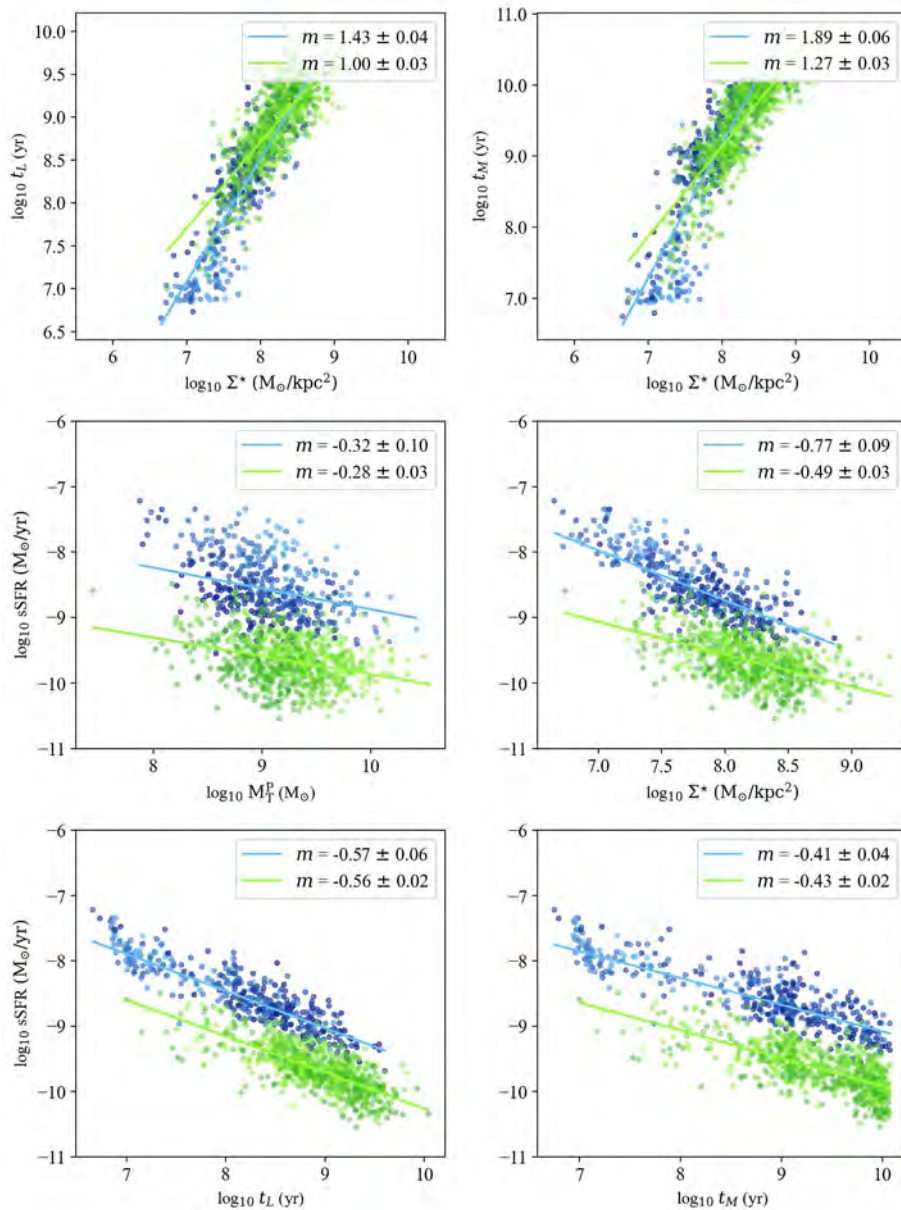 m = 1.43 ± 0.04
m = 1.00 ± 0.03
10.0
9.5
9.0
8.5
8.0
7.5
7.0
6.5
log₁₀ t_L (yr)
6 7 8 9 10
log₁₀ Σ⋆ (M⊙/kpc²)
m = 1.89 ± 0.06
m = 1.27 ± 0.03
11.0
10.0
9.0
8.0
7.0
log₁₀ t_M (yr)
6 7 8 9 10
log₁₀ Σ⋆ (M⊙/kpc²)
m = -0.32 ± 0.10
m = -0.28 ± 0.03
−6
−7
−8
−9
−10
−11
log₁₀ sSFR (M⊙/yr)
8 9 10
log₁₀ M_T^P (M⊙)
m = -0.77 ± 0.09
m = -0.49 ± 0.03
−6
−7
−8
−9
−10
−11
7.0 7.5 8.0 8.5 9.0
log₁₀ Σ⋆ (M⊙/kpc²)
m = -0.57 ± 0.06
m = -0.56 ± 0.02
−6
−7
−8
−9
−10
−11
log₁₀ sSFR (M⊙/yr)
7 8 9 10
log₁₀ t_L (yr)
m = -0.41 ± 0.04
m = -0.43 ± 0.02
−6
−7
−8
−9
−10
−11
7 8 9 10
log₁₀ t_M (yr)